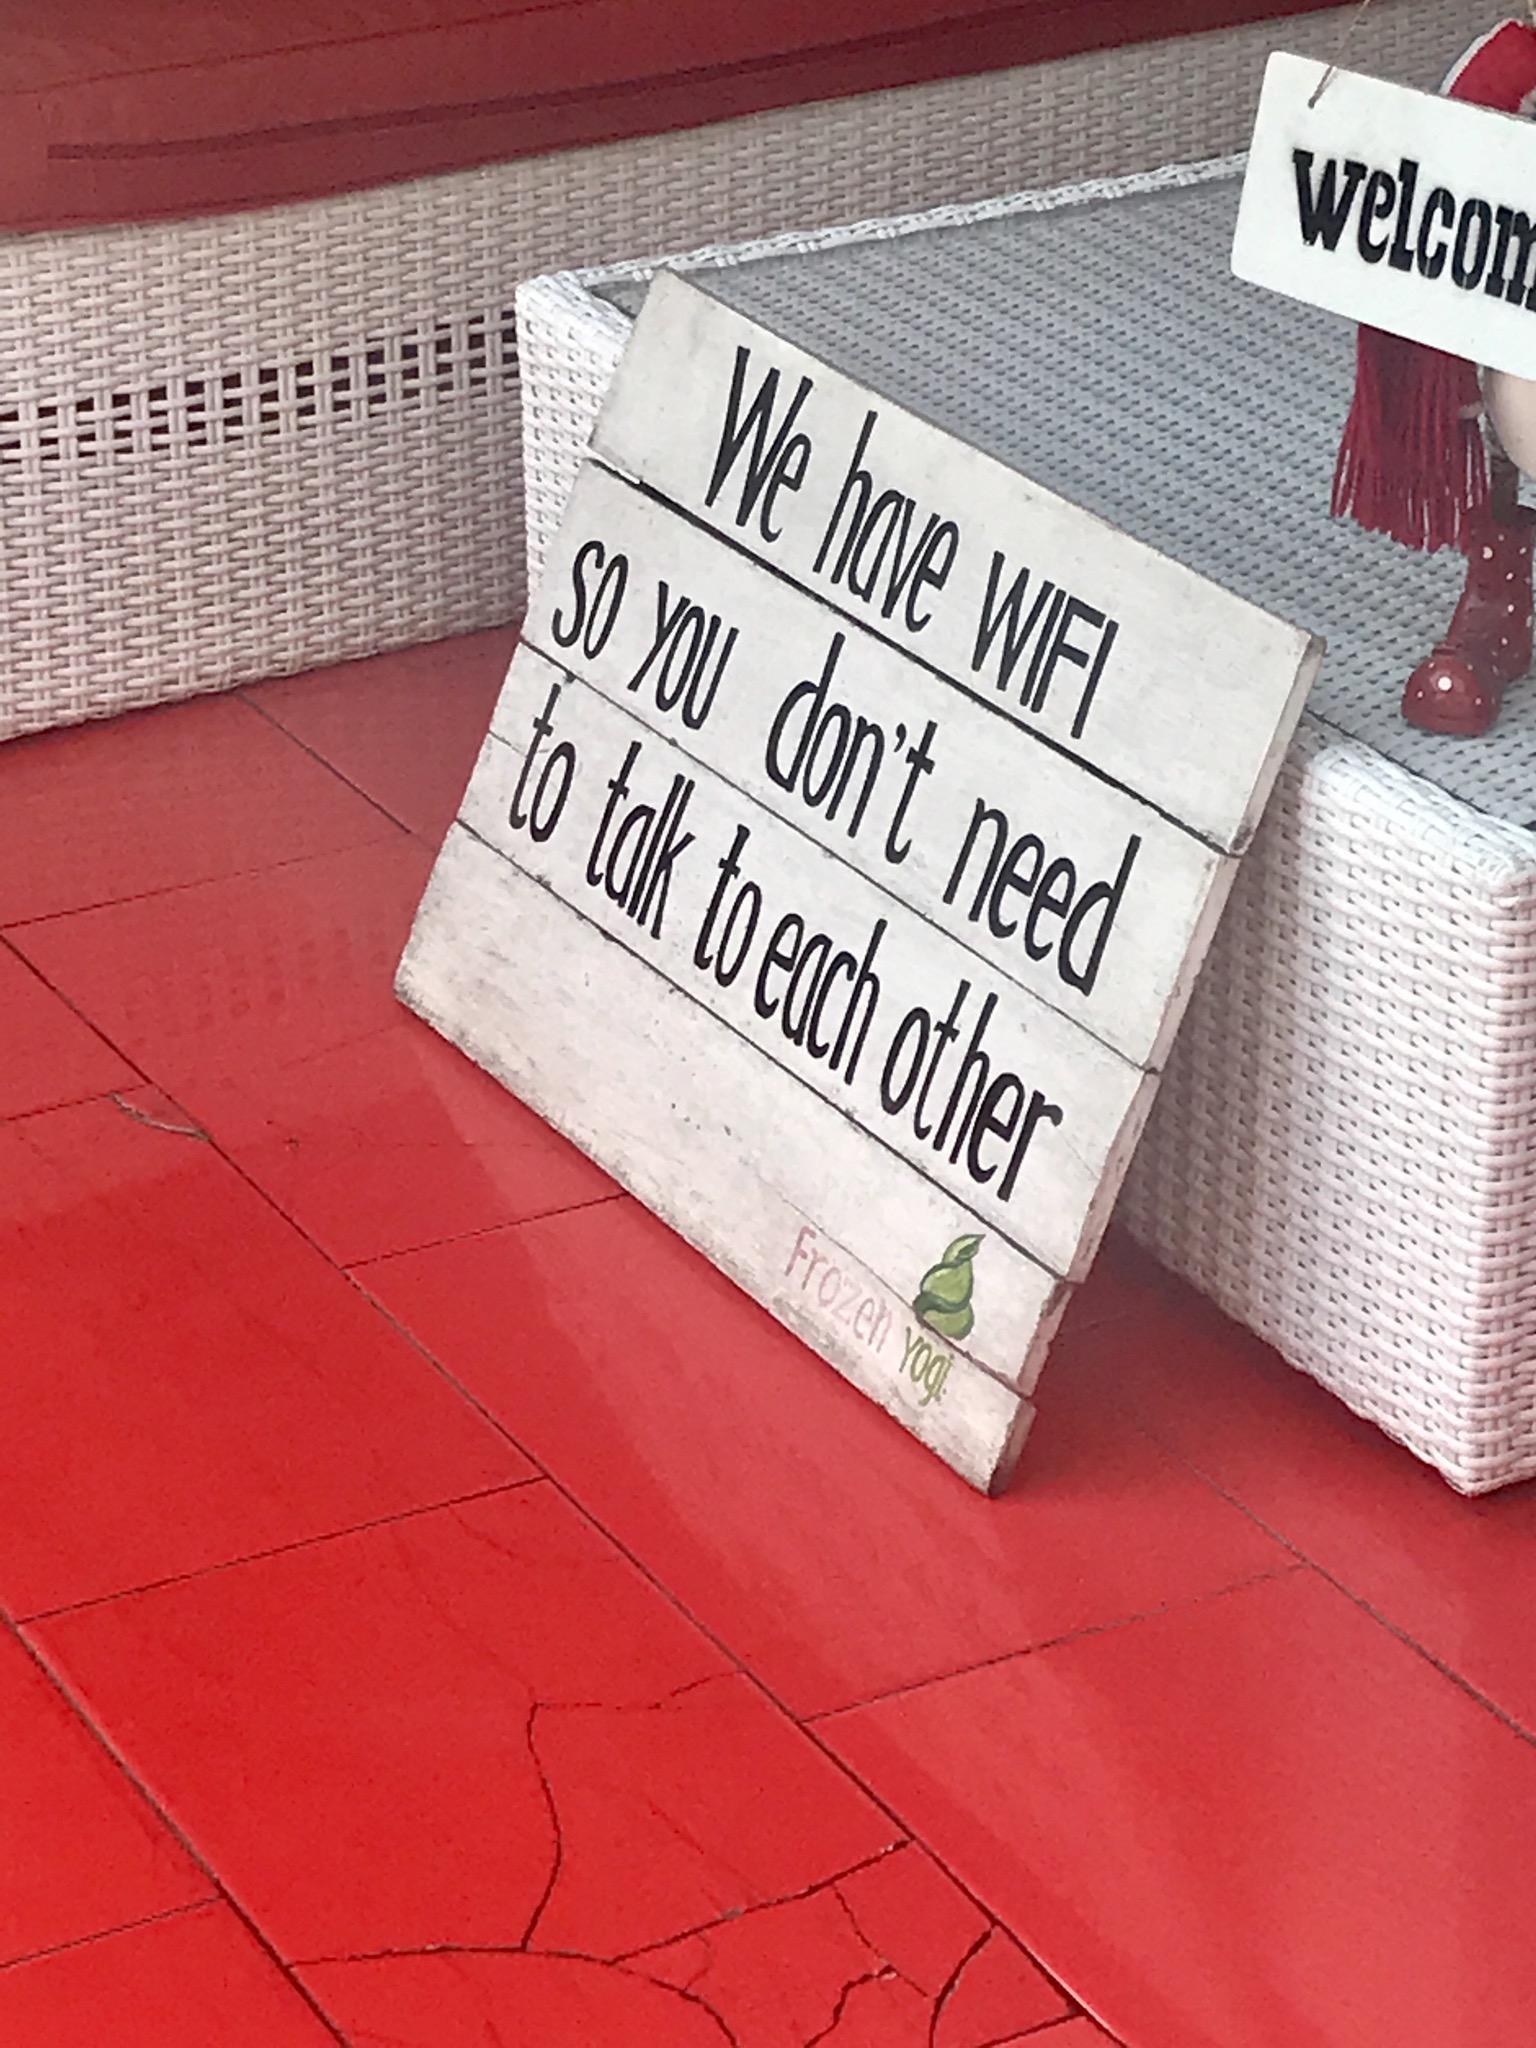 welcom
We have WIFI
so you don't need
to talk to each other
Frozen
yogi